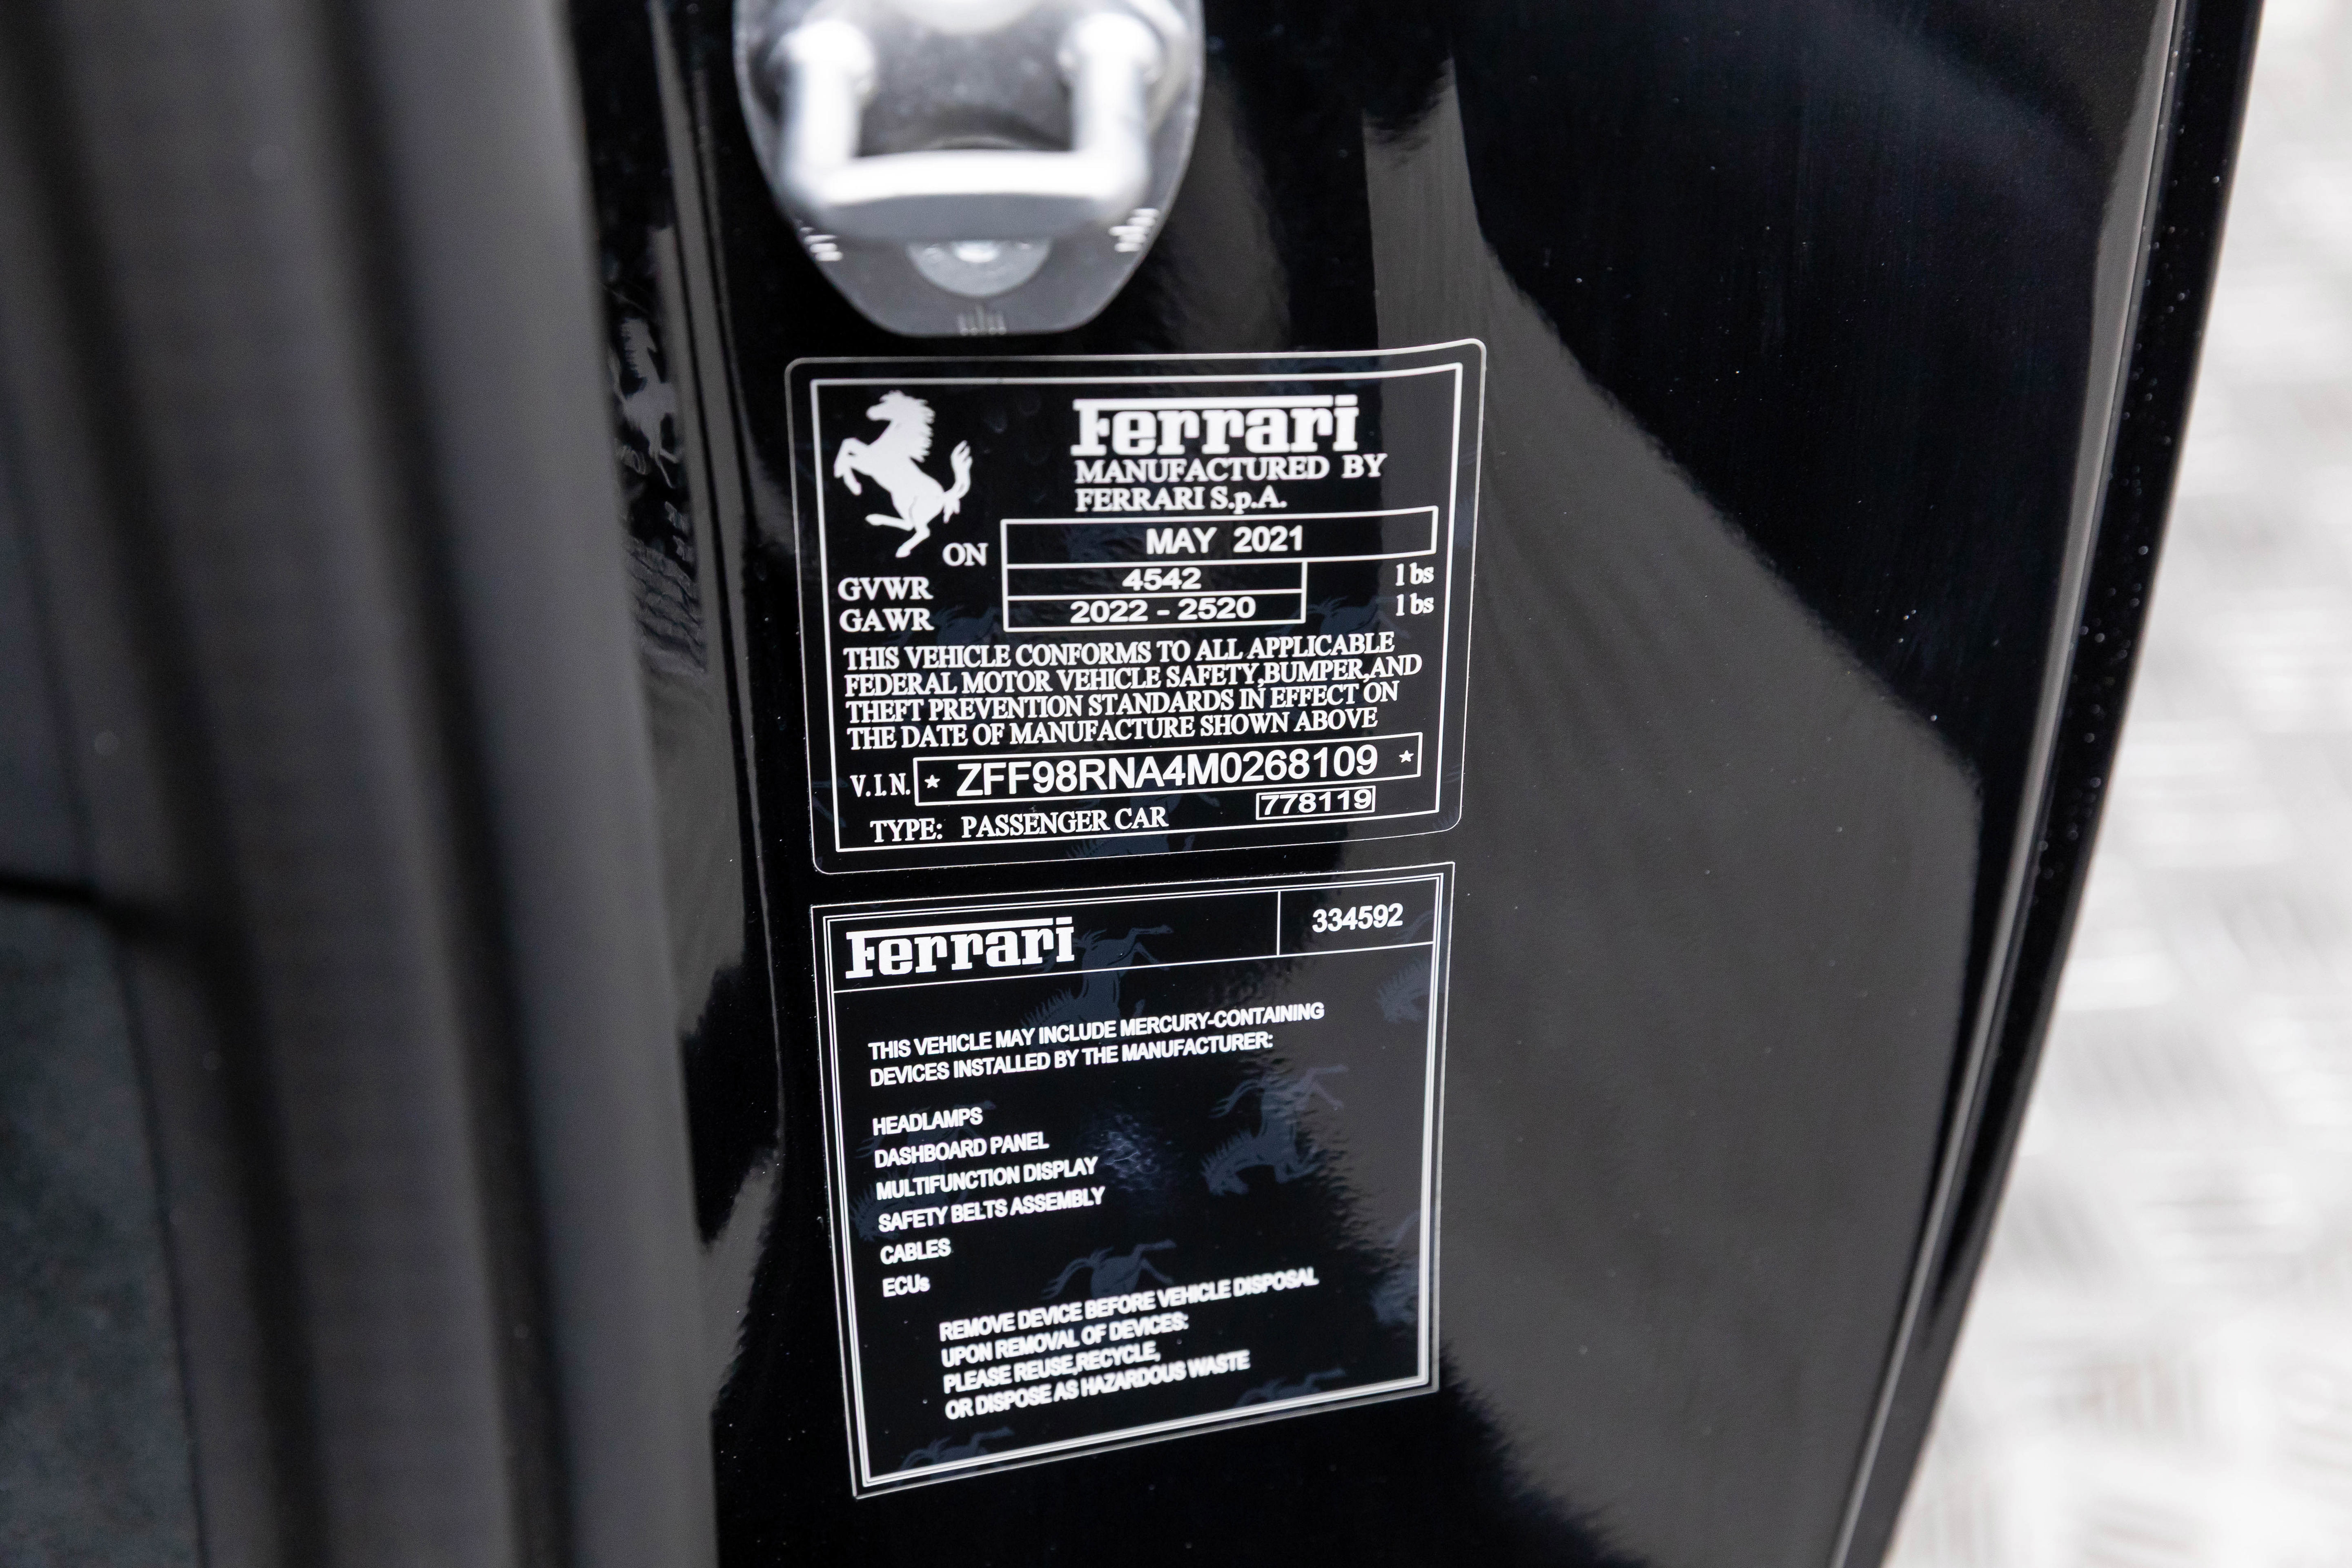 Ferrari
MANUFACTURED BY
FERRARI S.p.A.
ON MAY 2021
GVWR 4542 lbs
GAWR 2022 - 2520 lbs
THIS VEHICLE CONFORMS TO ALL APPLICABLE
FEDERAL MOTOR VEHICLE SAFETY,BUMPER,AND
THEFT PREVENTION STANDARDS IN EFFECT ON
THE DATE OF MANUFACTURE SHOWN ABOVE
V.I.N. * ZFF98RNA4M0268109 *
778119
TYPE: PASSENGER CAR
Ferrari 334592
THIS VEHICLE MAY INCLUDE MERCURY-CONTAINING
DEVICES INSTALLED BY THE MANUFACTURER:
HEADLAMPS
DASHBOARD PANEL
MULTIFUNCTION DISPLAY
SAFETY BELTS ASSEMBLY
CABLES
ECUs
REMOVE DEVICE BEFORE VEHICLE DISPOSAL
UPON REMOVAL OF DEVICES:
PLEASE REUSE,RECYCLE,
OR DISPOSE AS HAZARDOUS WASTE